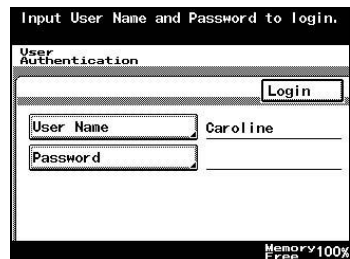 Input User Name and Password to login.
User
Authentication
Login
User Name Caroline
Password
Memory 100%
Free